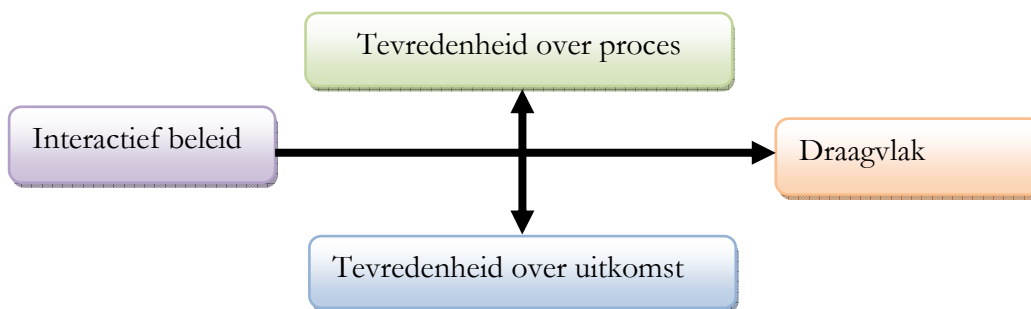 Tevredenheid over proces
Interactief beleid
Draagvlak
Tevredenheid over uitkomst